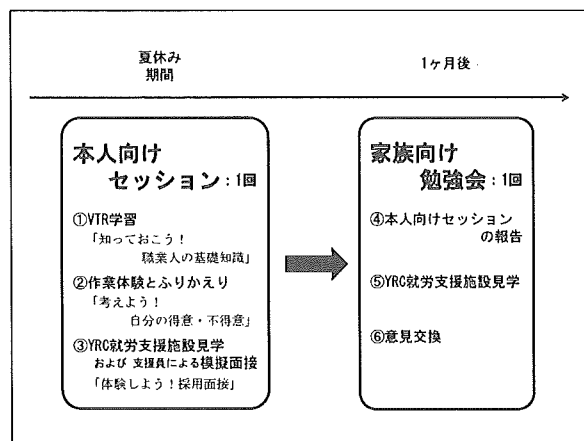 夏休み
期間
1ヶ月後
本人向け
セッション：1回
①VTR学習
「知っておこう！
職業人の基礎知識」
②作業体験とふりかえり
「考えよう！
自分の得意・不得意」
③YRC就労支援施設見学
および 支援員による模擬面接
「体験しよう！採用面接」
家族向け
勉強会：1回
④本人向けセッション
の報告
⑤YRC就労支援施設見学
⑥意見交換